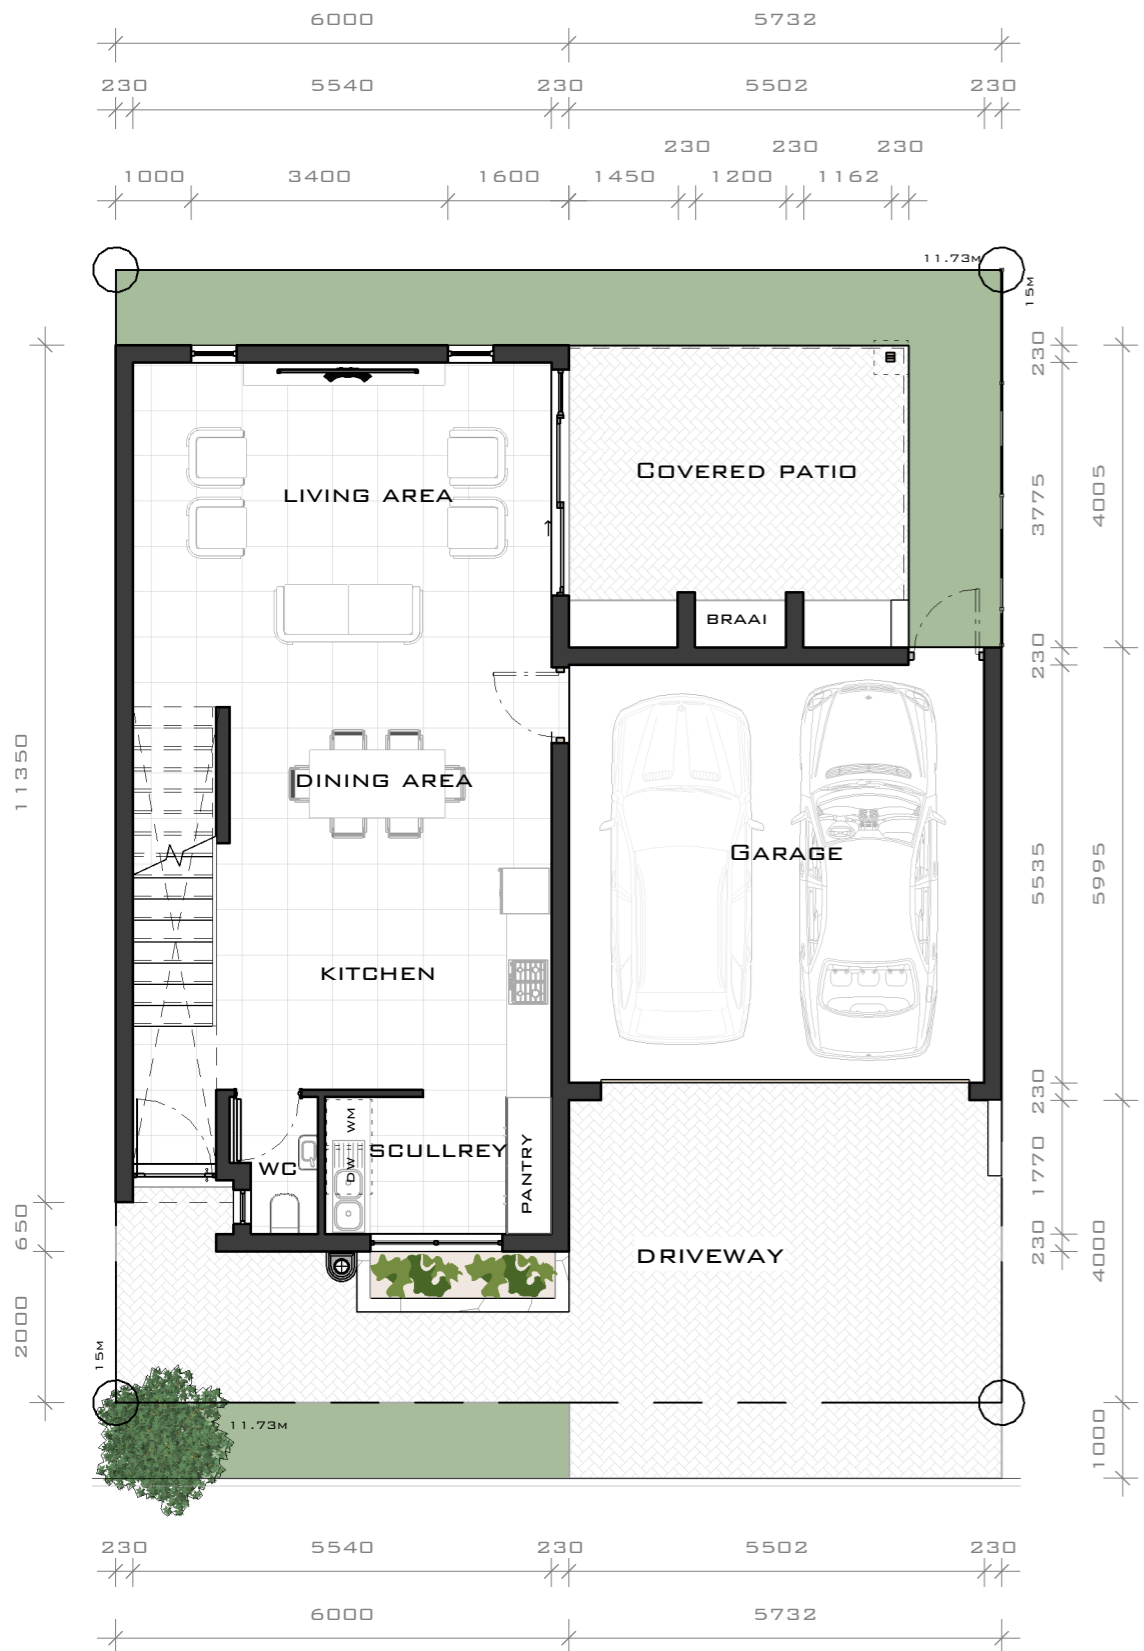 6000 5732
230 5540 230 5502 230
230 230 230
1000 3400 1600 1450 1200 1162
11.73M
15M
230
LIVING AREA
COVERED PATIO
3775
4005
BRAAI
230
11350
DINING AREA
GARAGE
5535
5995
KITCHEN
230
WM
DW
SCULLREY
WC
PANTRY
1770
650
DRIVEWAY
230
4000
2000
15M
11.73M
1000
230 5540 230 5502 230
6000 5732